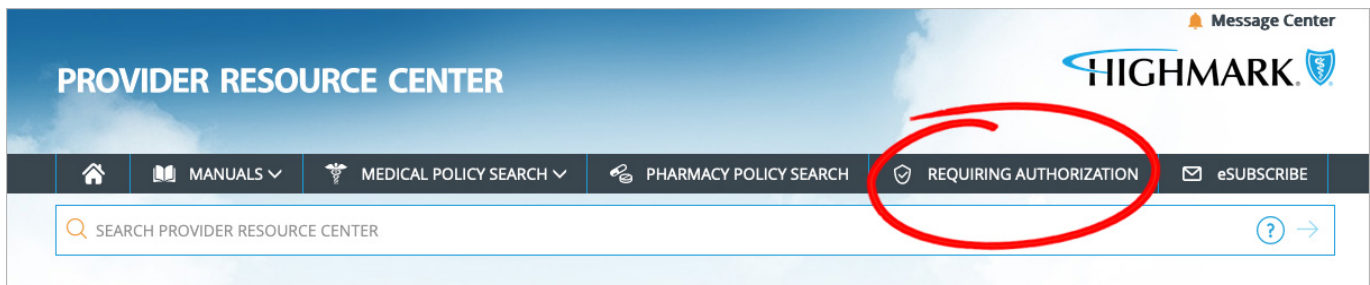 Message Center
PROVIDER RESOURCE CENTER
HIGHMARK.
MANUALS MEDICAL POLICY SEARCH PHARMACY POLICY SEARCH REQUIRING AUTHORIZATION eSUBSCRIBE
SEARCH PROVIDER RESOURCE CENTER ?